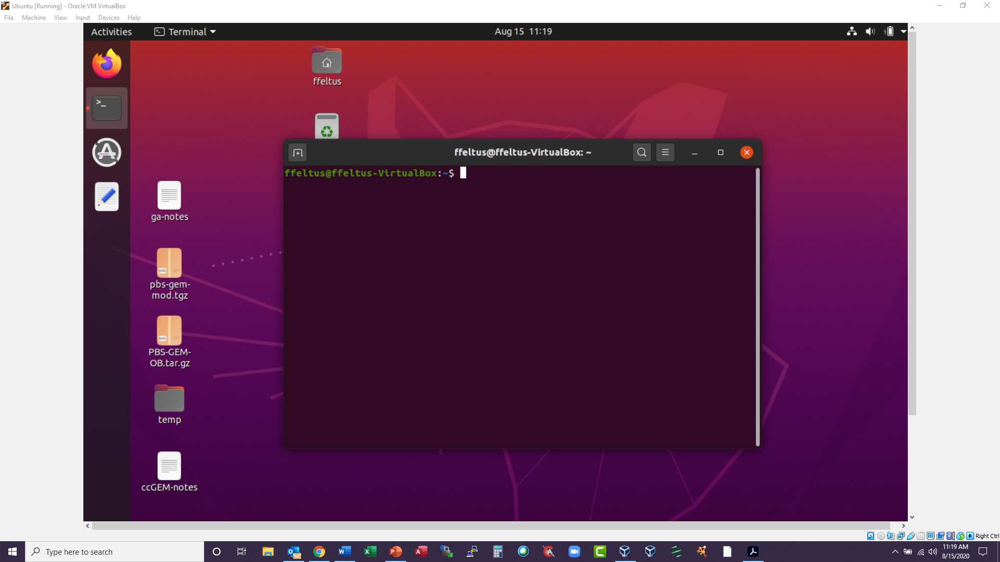 Ubuntu [Running] - Oracle VM VirtualBox
File Machine View Input Devices Help
Activities Terminal Aug 15 11:19
ffeltus
ffeltus@ffeltus-VirtualBox: ~
ffeltus@ffeltus-VirtualBox:~$
ga-notes
pbs-gem-
mod.tgz
PBS-GEM-
OB.tar.gz
temp
ccGEM-notes
Right Ctrl
Type here to search
11:19 AM
8/15/2020